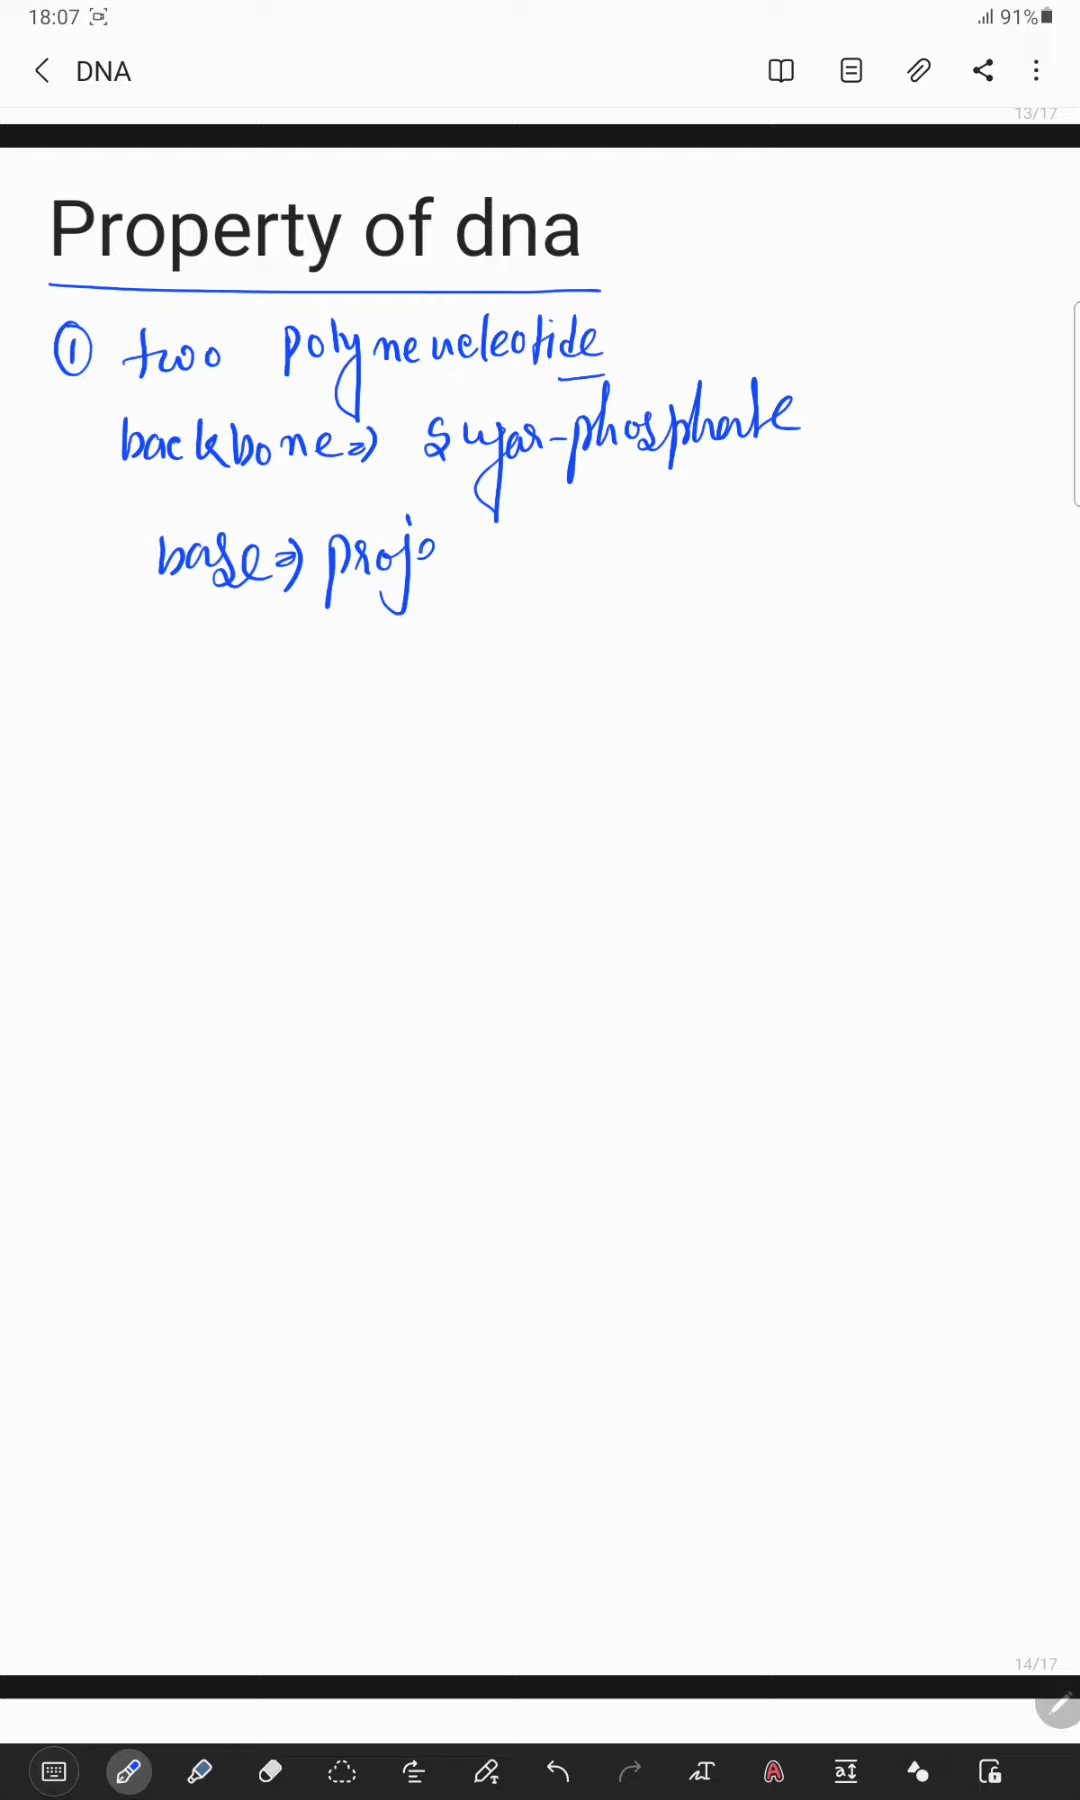 18:07 91%
DNA
13/17
Property of dna
① two polynenucleotide
backbone⇒ sugar-phosphate
base⇒ projo
14/17